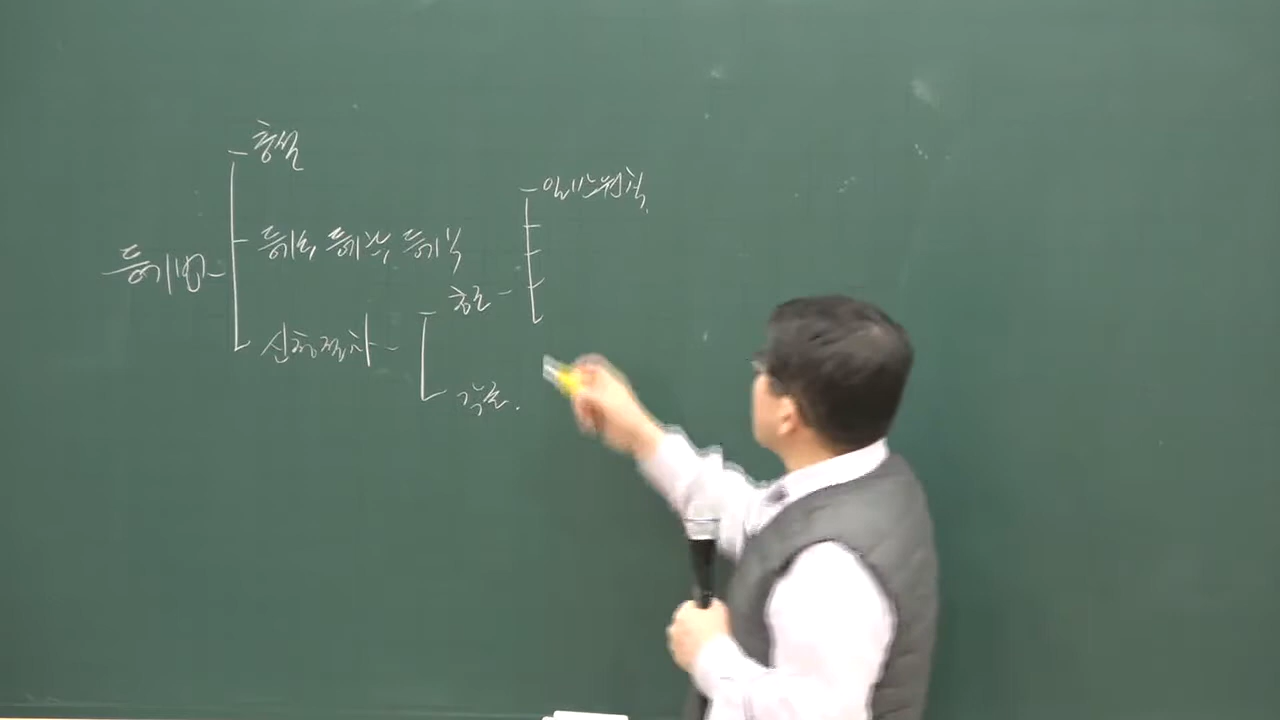 총설
일반원칙
등기소, 등기관, 등기부
등기법
총론
신청절차
각론.